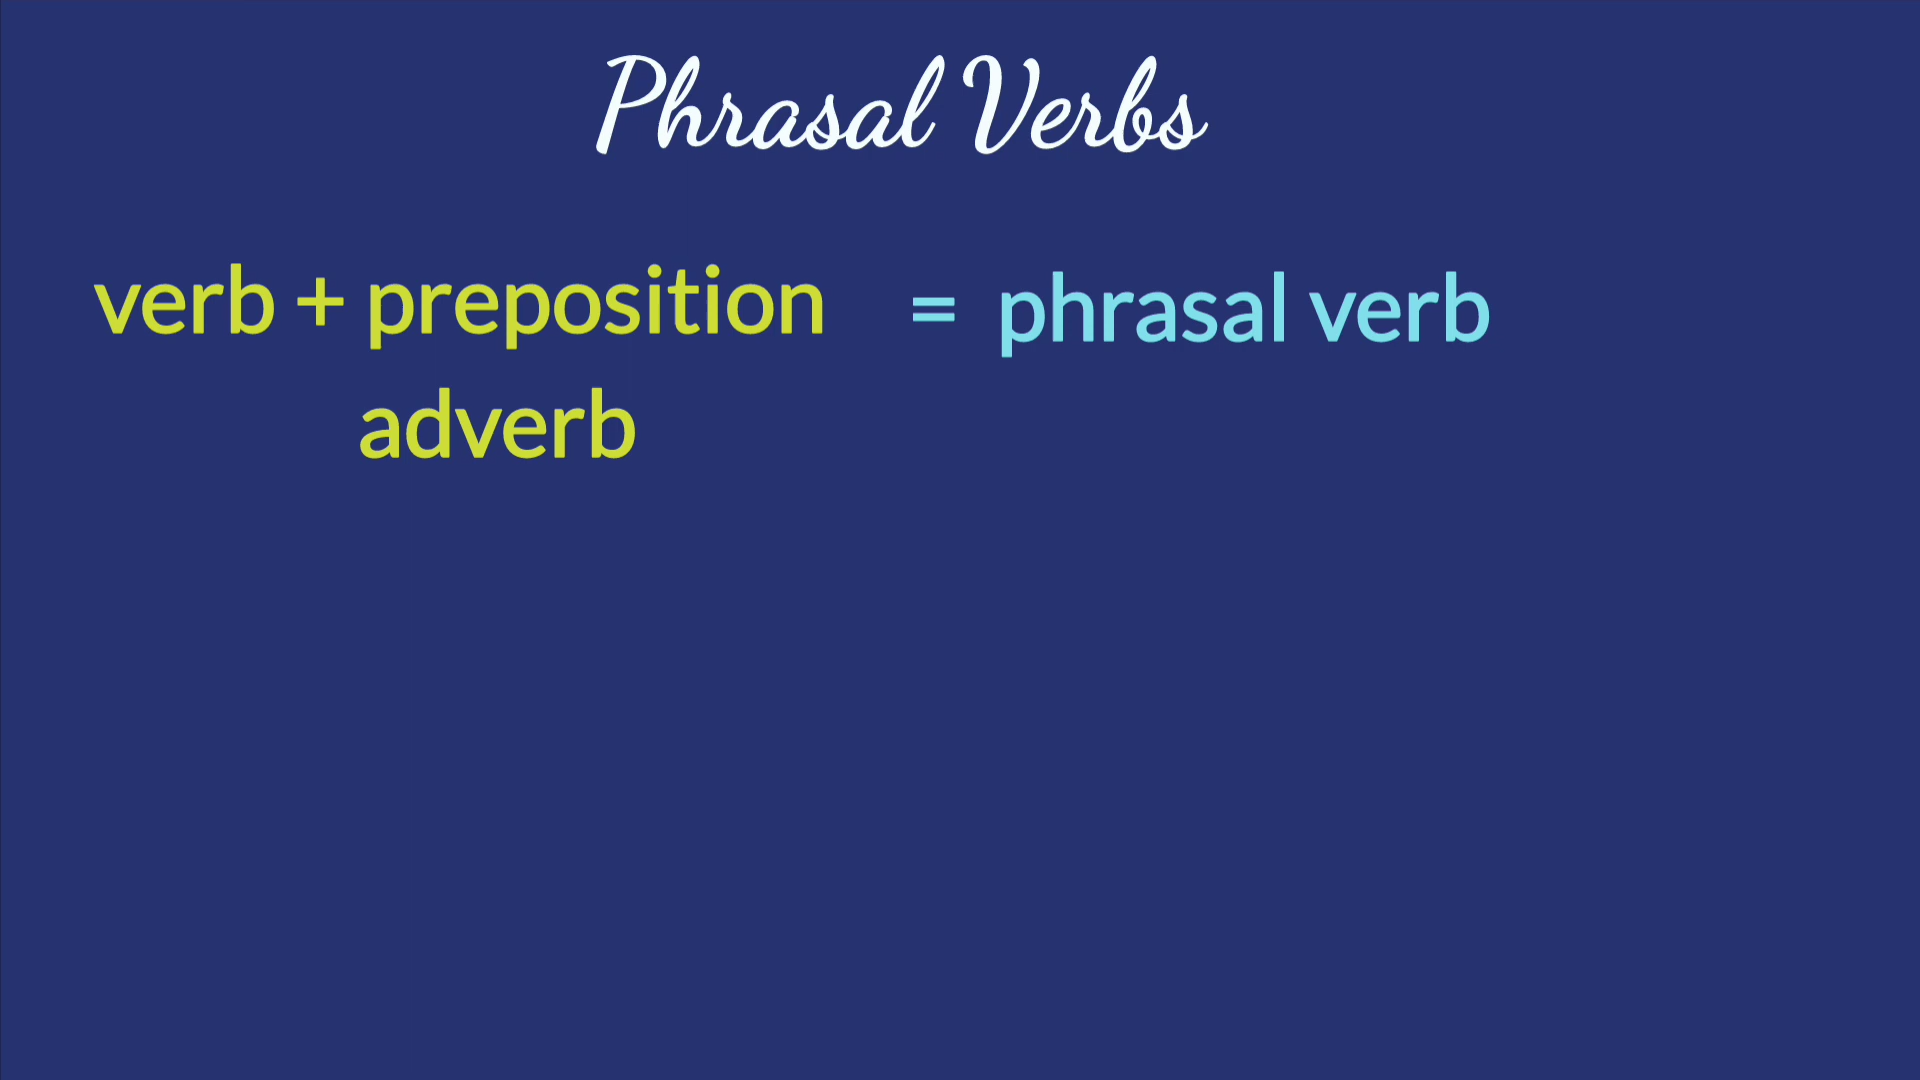 Phrasal Verbs
verb + preposition = phrasal verb
adverb